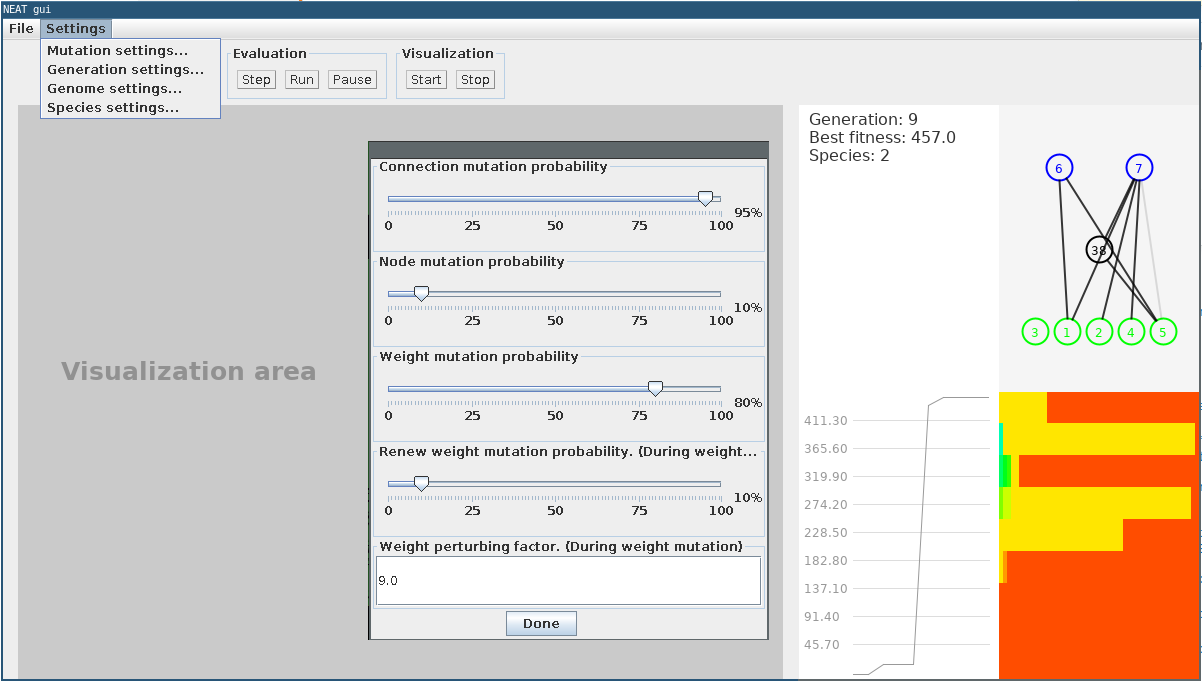 NEAT gui
File Settings
Mutation settings...
Generation settings...
Genome settings...
Species settings...
Evaluation
Step Run Pause
Visualization
Start Stop
Visualization area
Connection mutation probability
95%
0 25 50 75 100
Node mutation probability
10%
0 25 50 75 100
Weight mutation probability
80%
0 25 50 75 100
Renew weight mutation probability. (During weight...
10%
0 25 50 75 100
Weight perturbing factor. (During weight mutation)
9.0
Done
Generation: 9
Best fitness: 457.0
Species: 2
6 7
38
3 1 2 4 5
411.30
365.60
319.90
274.20
228.50
182.80
137.10
91.40
45.70